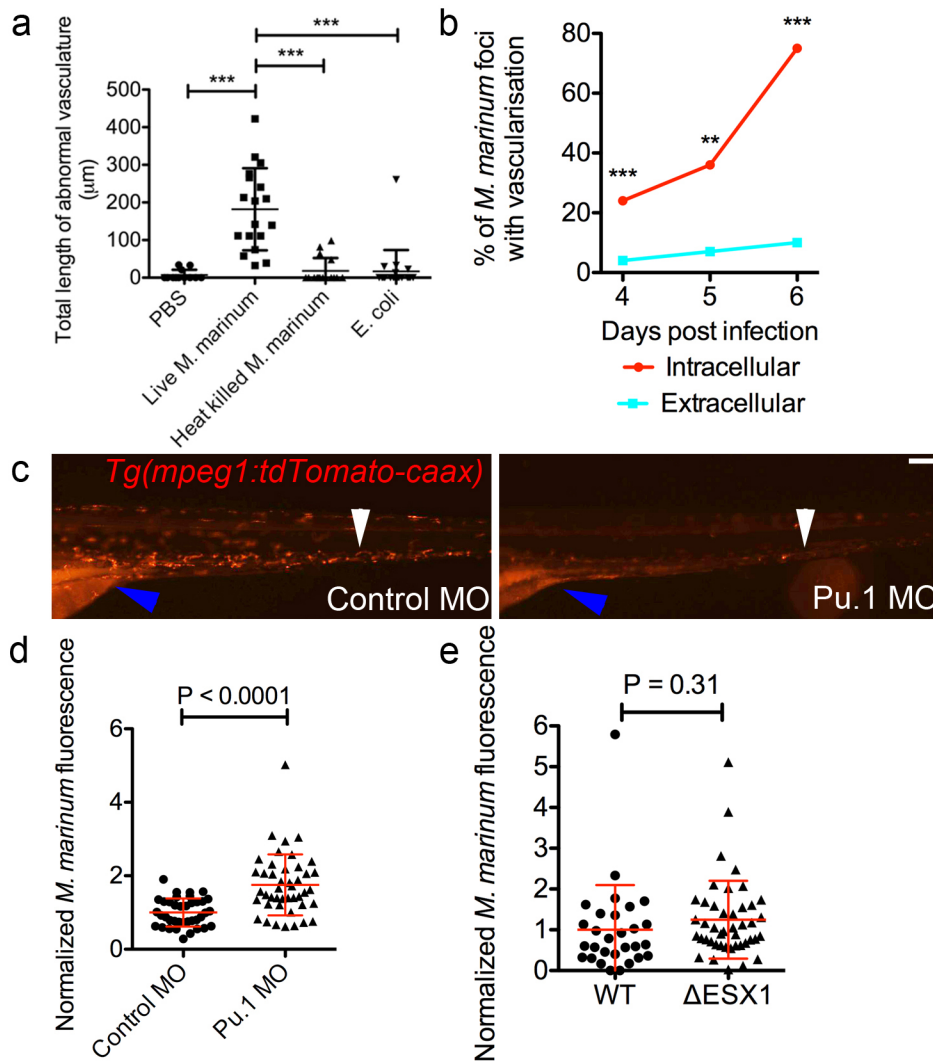 a
***
***
***
Total length of abnormal vasculature
(μm)
500
400
300
200
100
0
PBS
Live M. marinum
Heat killed M. marinum
E. coli
b
% of M. marinum foci
with vascularisation
80
60
40
20
0
***
**
***
4 5 6
Days post infection
Intracellular
Extracellular
c
Tg(mpeg1:tdTomato-caax)
Control MO
Pu.1 MO
d
Normalized M. marinum fluorescence
P < 0.0001
6
4
2
0
Control MO
Pu.1 MO
e
Normalized M. marinum fluorescence
P = 0.31
6
5
4
3
2
1
0
WT ΔESX1